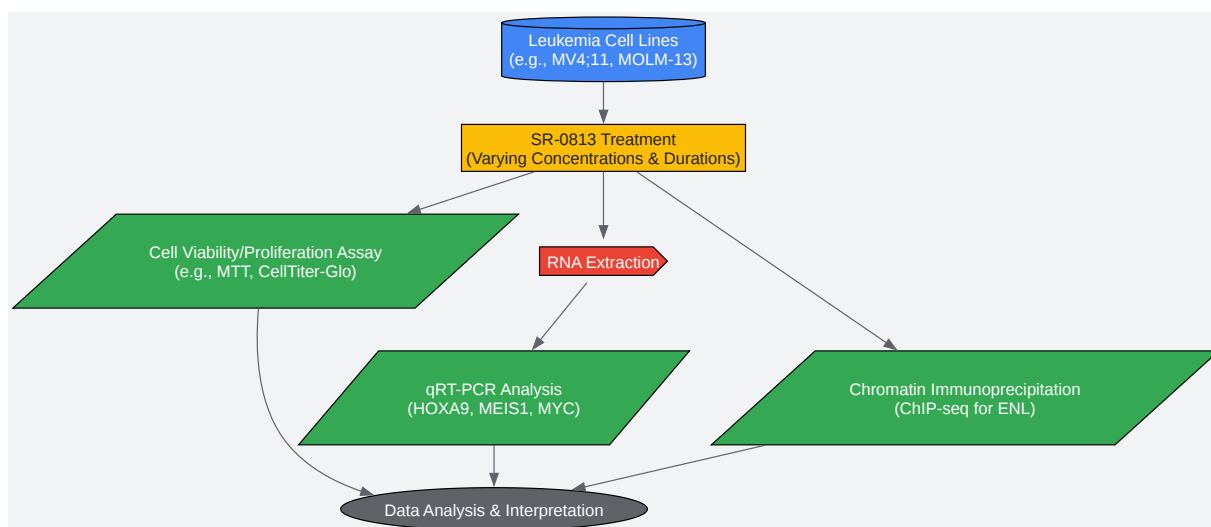 Leukemia Cell Lines
(e.g., MV4;11, MOLM-13)
SR-0813 Treatment
(Varying Concentrations & Durations)
Cell Viability/Proliferation Assay
(e.g., MTT, CellTiter-Glo)
RNA Extraction
qRT-PCR Analysis
(HOXA9, MEIS1, MYC)
Chromatin Immunoprecipitation
(ChIP-seq for ENL)
Data Analysis & Interpretation